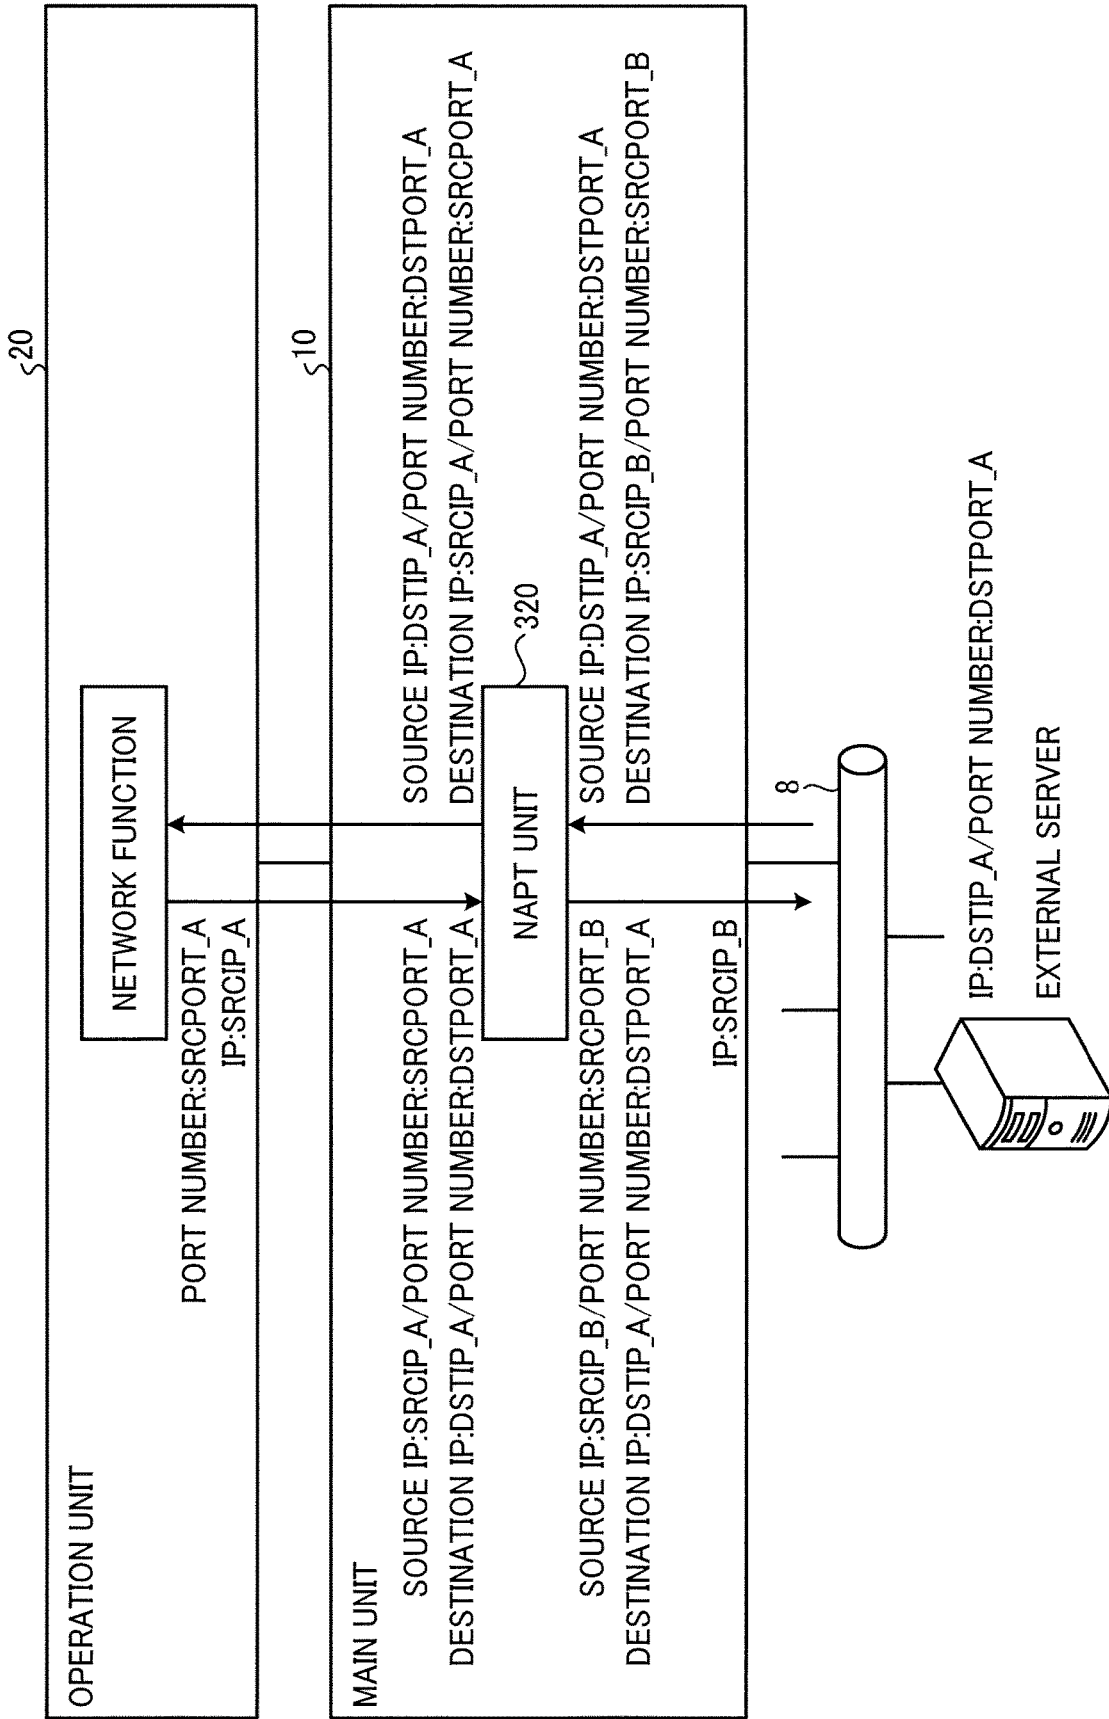 OPERATION UNIT
20
NETWORK FUNCTION
PORT NUMBER:SRCPORT_A
IP:SRCIP_A
MAIN UNIT
10
SOURCE IP:SRCIP_A/PORT NUMBER:SRCPORT_A
DESTINATION IP:DSTIP_A/PORT NUMBER:DSTPORT_A
SOURCE IP:DSTIP_A/PORT NUMBER:DSTPORT_A
DESTINATION IP:SRCIP_A/PORT NUMBER:SRCPORT_A
NAPT UNIT
320
SOURCE IP:SRCIP_B/PORT NUMBER:SRCPORT_B
DESTINATION IP:DSTIP_A/PORT NUMBER:DSTPORT_A
SOURCE IP:DSTIP_A/PORT NUMBER:DSTPORT_A
DESTINATION IP:SRCIP_B/PORT NUMBER:SRCPORT_B
IP:SRCIP_B
8
IP:DSTIP_A/PORT NUMBER:DSTPORT_A
EXTERNAL SERVER